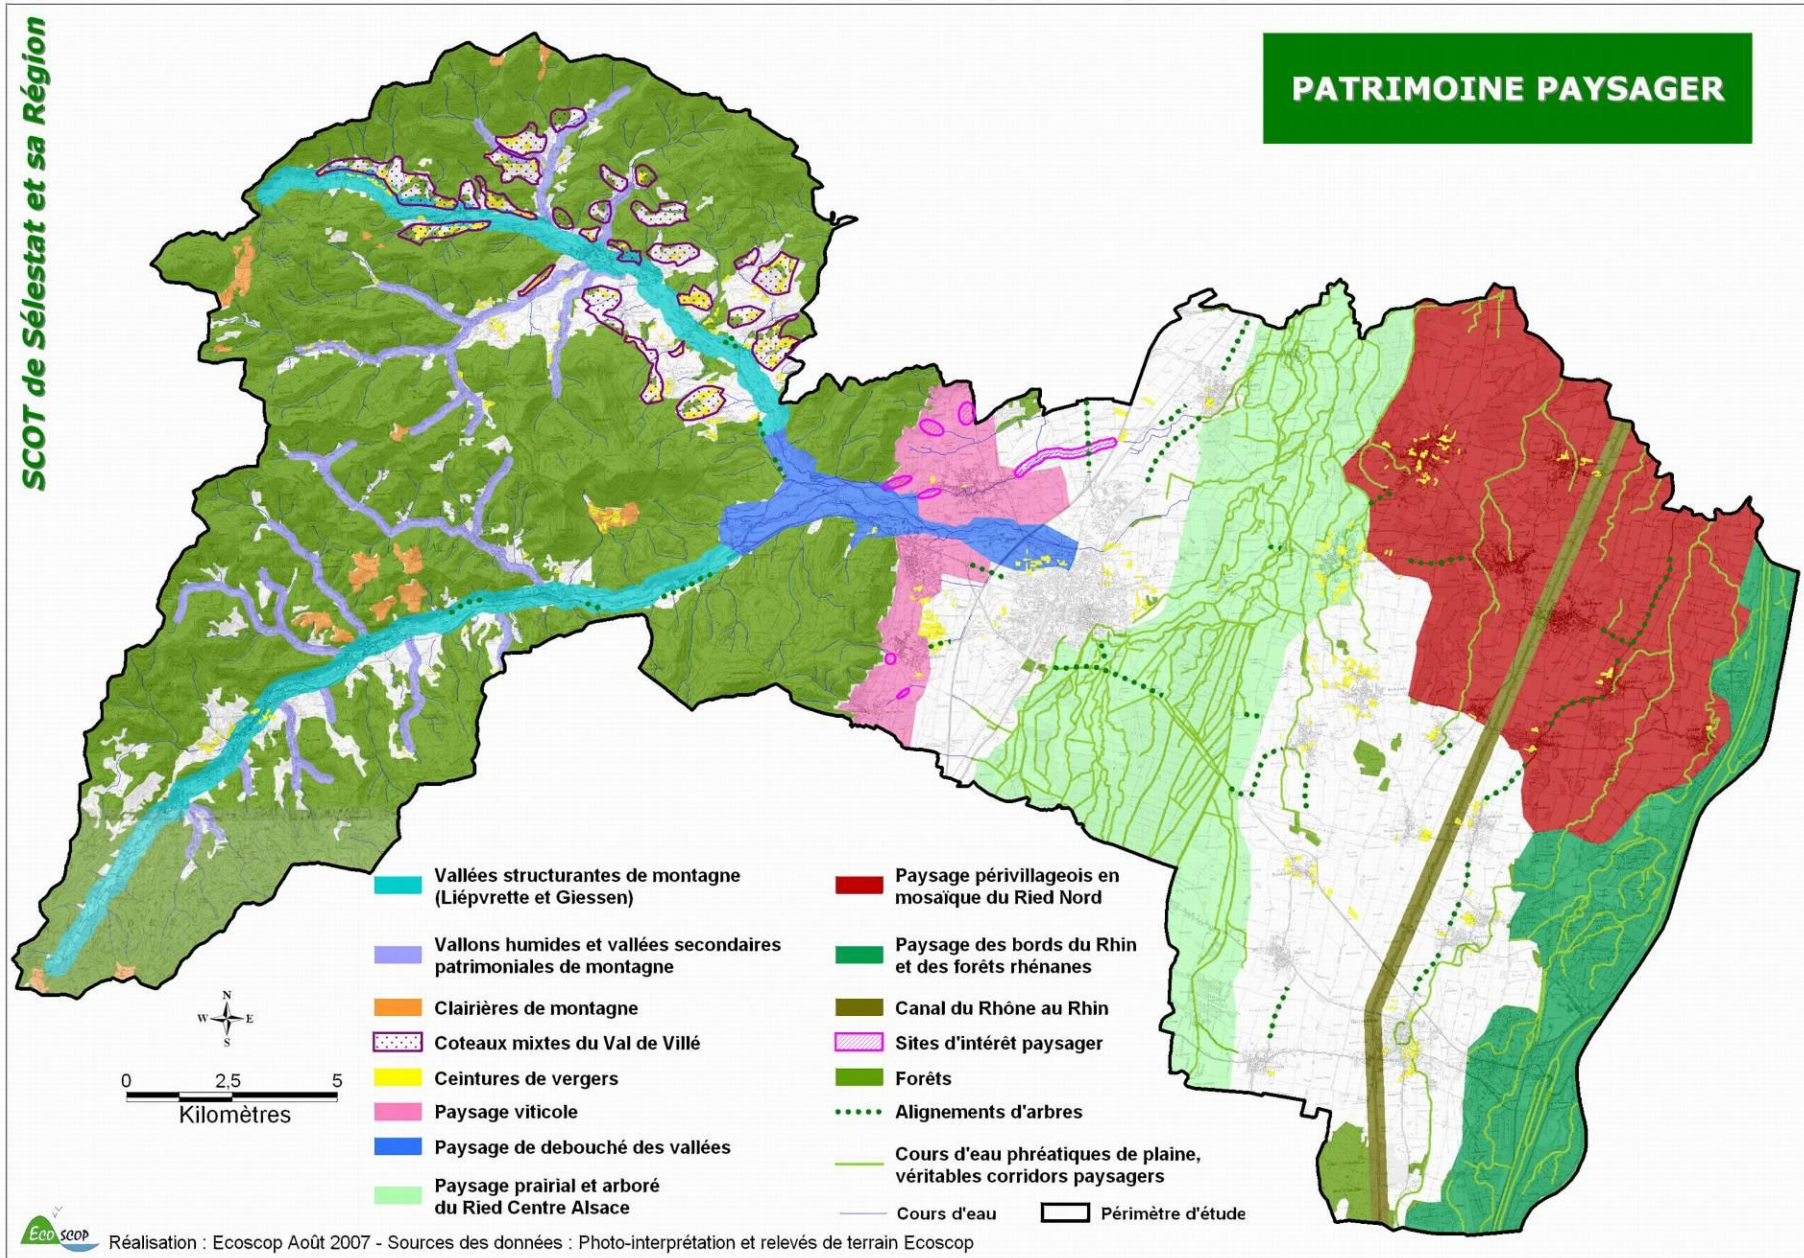 SCOT de Sélestat et sa Région
PATRIMOINE PAYSAGER
Vallées structurantes de montagne
(Liépvrette et Giessen)
Vallons humides et vallées secondaires
patrimoniales de montagne
Clairières de montagne
Coteaux mixtes du Val de Villé
Ceintures de vergers
Paysage viticole
Paysage de debouché des vallées
Paysage prairial et arboré
du Ried Centre Alsace
Paysage périvillageois en
mosaïque du Ried Nord
Paysage des bords du Rhin
et des forêts rhénanes
Canal du Rhône au Rhin
Sites d'intérêt paysager
Forêts
Alignements d'arbres
Cours d'eau phréatiques de plaine,
véritables corridors paysagers
Cours d'eau
Périmètre d'étude
N
W E
S
0 2,5 5
Kilomètres
ECO SCOP
Réalisation : Ecoscop Août 2007 - Sources des données : Photo-interprétation et relevés de terrain Ecoscop